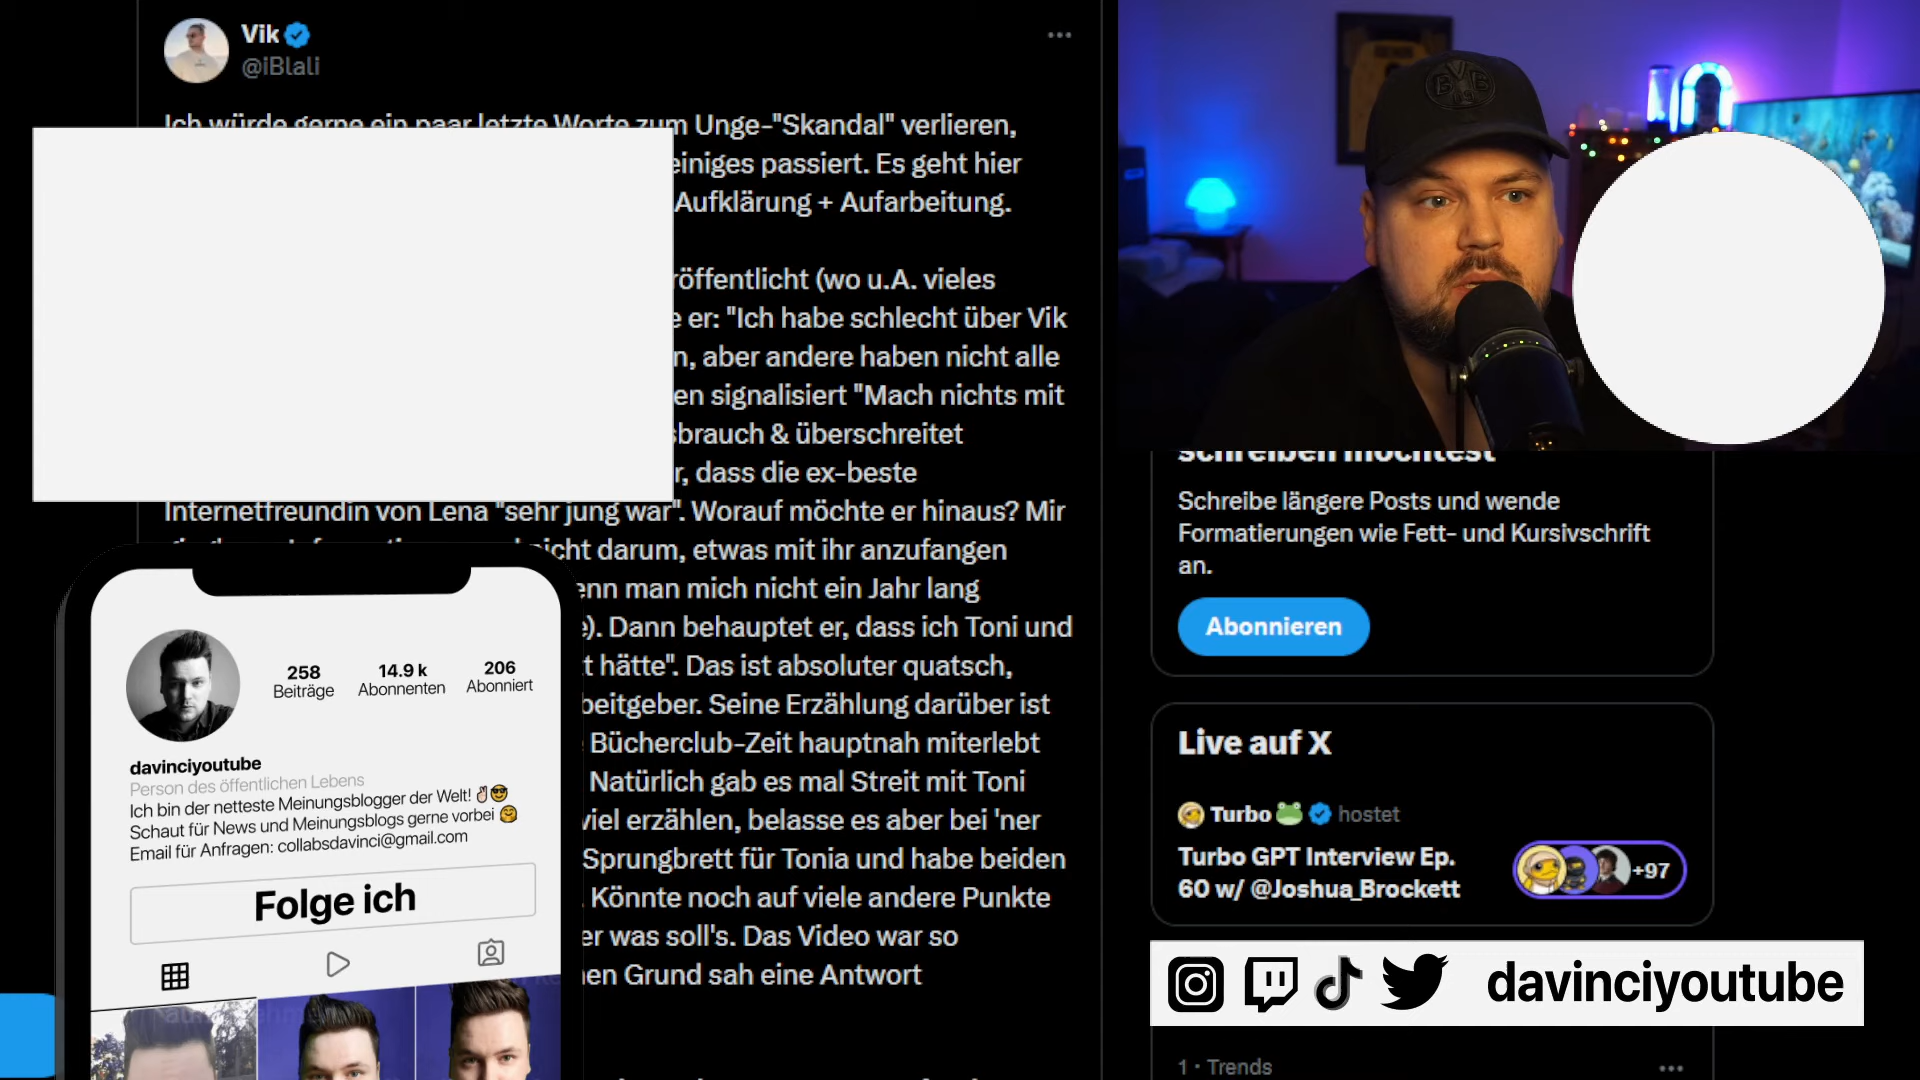 Vik
@iBlali
Ich würde gerne ein paar letzte Worte zum Unge-"Skandal" verlieren,
einiges passiert. Es geht hier
Aufklärung + Aufarbeitung.
röffentlicht (wo u.A. vieles
e er: "Ich habe schlecht über Vik
n, aber andere haben nicht alle
en signalisiert "Mach nichts mit
sbrauch & überschreitet
r, dass die ex-beste
Internetfreundin von Lena "sehr jung war". Worauf möchte er hinaus? Mir
icht darum, etwas mit ihr anzufangen
enn man mich nicht ein Jahr lang
e). Dann behauptet er, dass ich Toni und
t hätte". Das ist absoluter quatsch,
beitgeber. Seine Erzählung darüber ist
Bücherclub-Zeit hauptnah miterlebt
Natürlich gab es mal Streit mit Toni
viel erzählen, belasse es aber bei 'ner
Sprungbrett für Tonia und habe beiden
. Könnte noch auf viele andere Punkte
er was soll's. Das Video war so
nen Grund sah eine Antwort
258
Beiträge
14.9 k
Abonnenten
206
Abonniert
davinciyoutube
Person des öffentlichen Lebens
Ich bin der netteste Meinungsblogger der Welt! ✌🏻😎
Schaut für News und Meinungsblogs gerne vorbei 🤗
Email für Anfragen: collabsdavinci@gmail.com
Folge ich
BVB
09
schreiben möchtest
Schreibe längere Posts und wende
Formatierungen wie Fett- und Kursivschrift
an.
Abonnieren
Live auf X
Turbo 🐸 hostet
Turbo GPT Interview Ep.
60 w/ @Joshua_Brockett
+97
davinciyoutube
1 · Trends